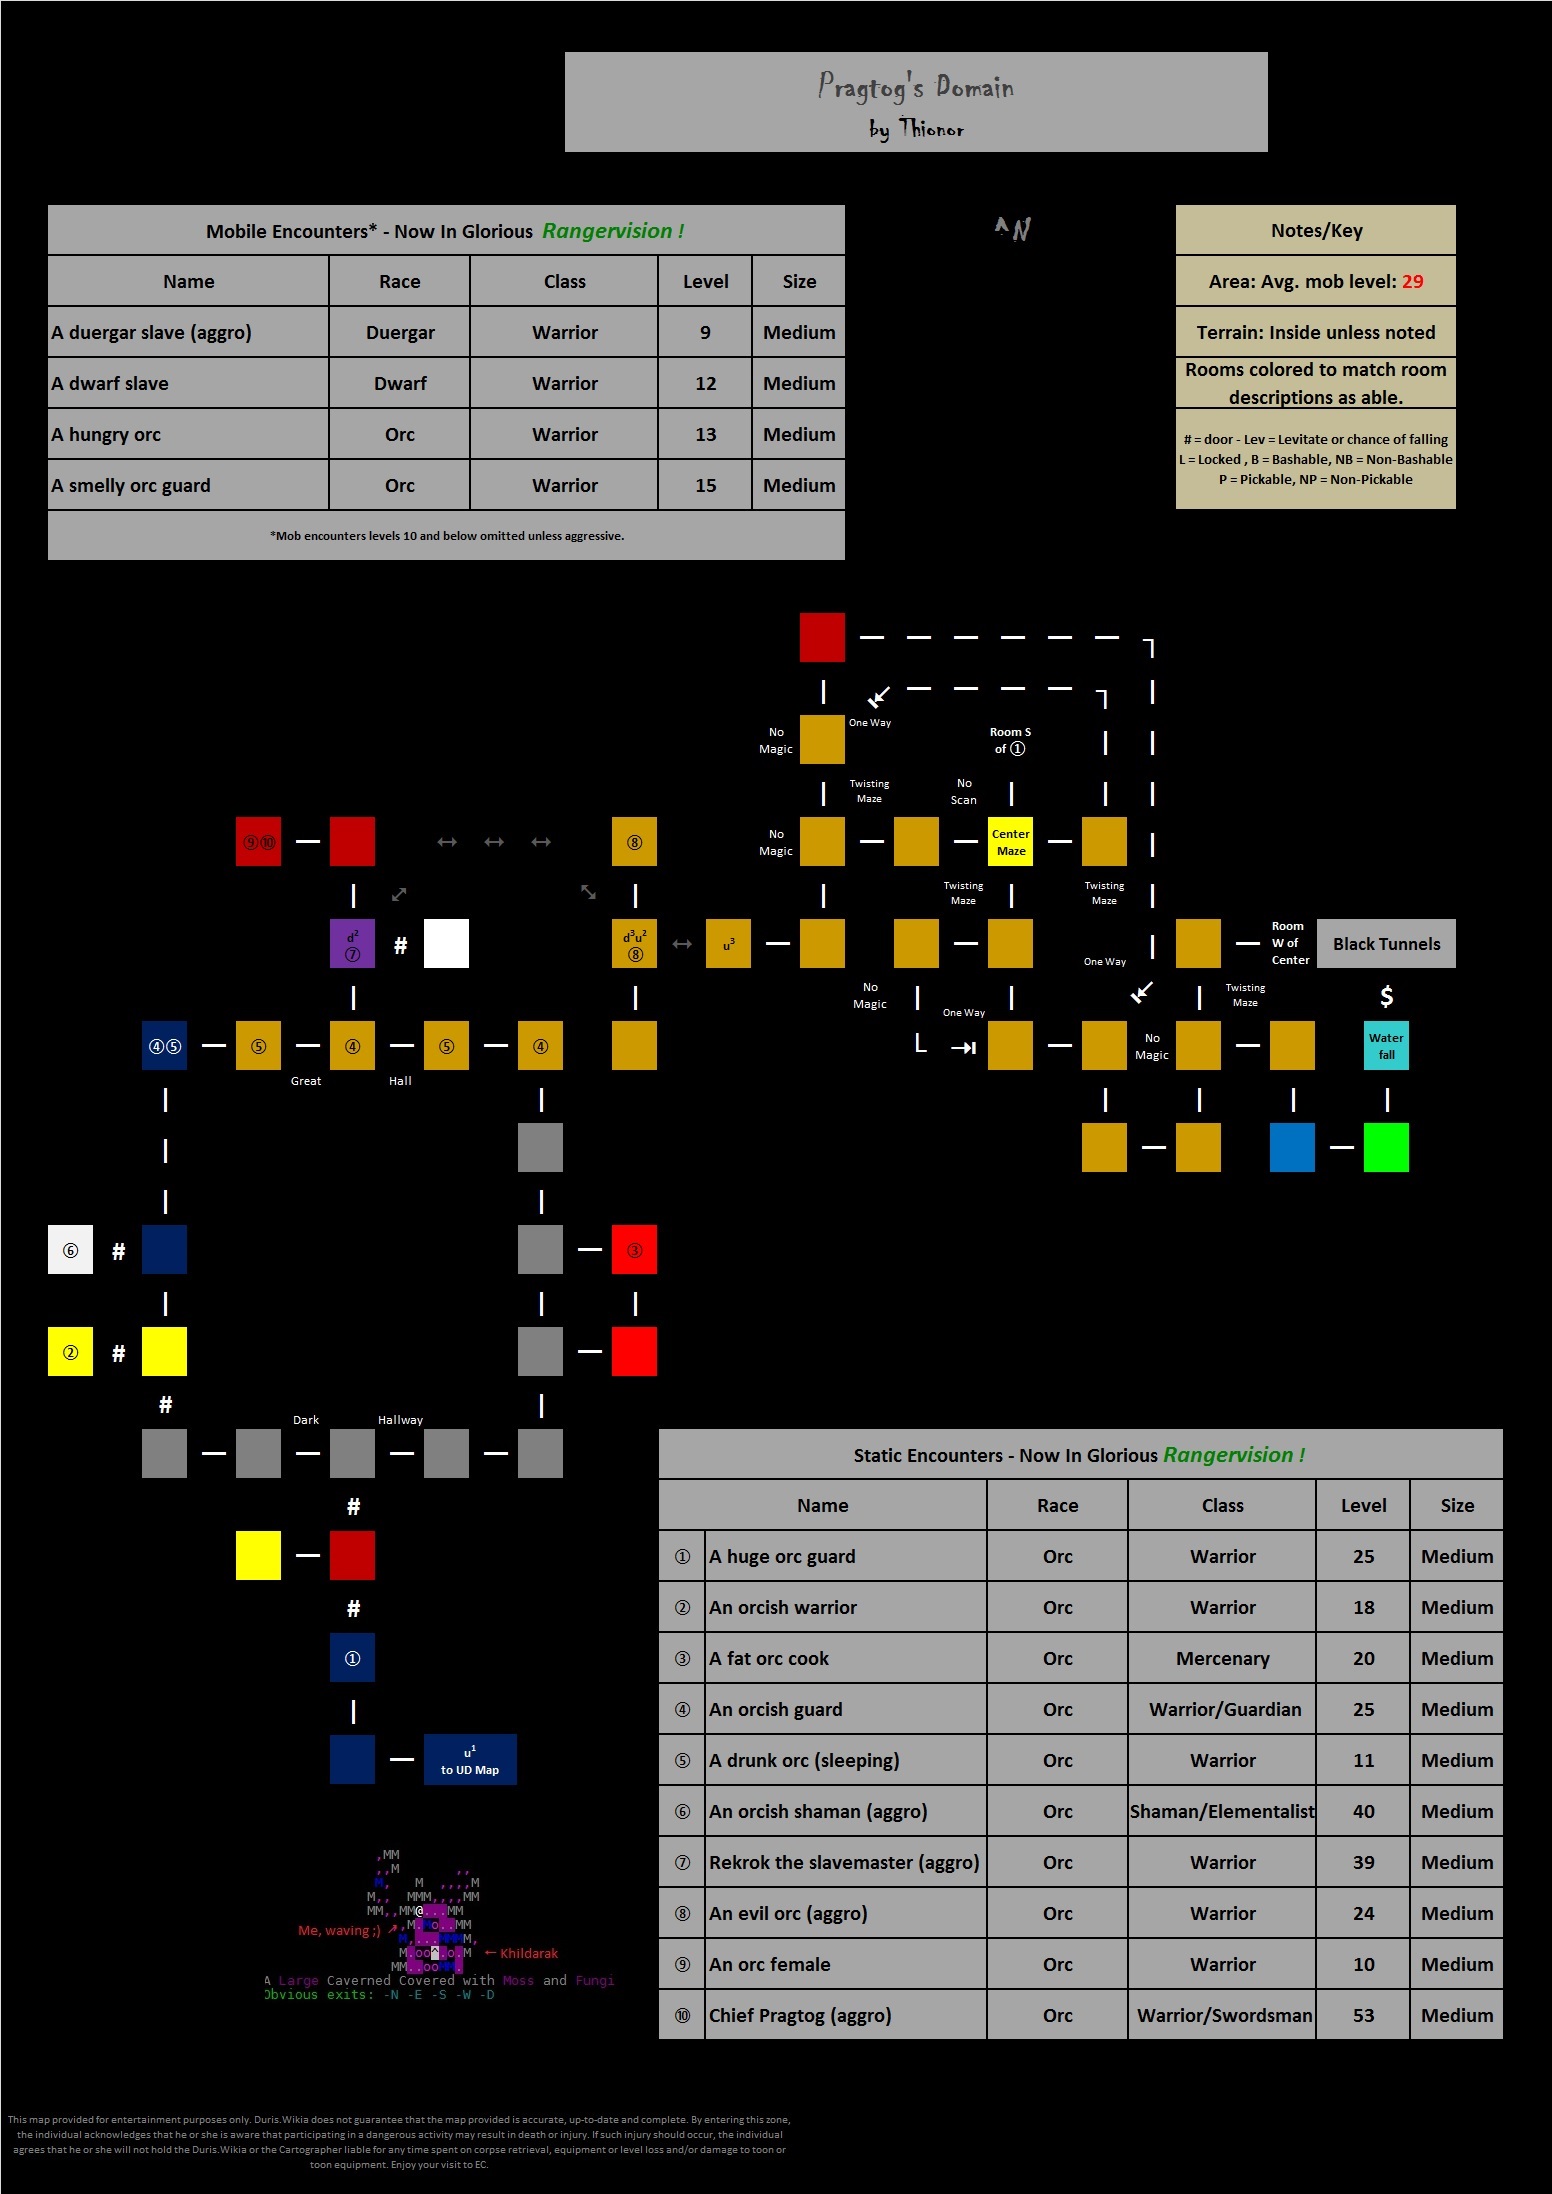 Pragtog's Domain
by Thionor
Mobile Encounters* - Now In Glorious Rangervision !
Name Race Class Level Size
A duergar slave (aggro) Duergar Warrior 9 Medium
A dwarf slave Dwarf Warrior 12 Medium
A hungry orc Orc Warrior 13 Medium
A smelly orc guard Orc Warrior 15 Medium
*Mob encounters levels 10 and below omitted unless aggressive.
^N
Notes/Key
Area: Avg. mob level: 29
Terrain: Inside unless noted
Rooms colored to match room
descriptions as able.
# = door - Lev = Levitate or chance of falling
L = Locked , B = Bashable, NB = Non-Bashable
P = Pickable, NP = Non-Pickable
One Way
No
Magic
Room S
of ①
Twisting
Maze
No
Scan
⑨⑩
⑧
No
Magic
Center
Maze
Twisting
Maze
Twisting
Maze
d² 
⑦
#
d³u²
⑧
u³
Room
W of
Center
Black Tunnels
One Way
No
Magic
Twisting
Maze
$
One Way
④⑤
⑤
④
⑤
④
No
Magic
Water
fall
Great Hall
⑥ #
③
② #
#
Dark Hallway
#
#
①
u¹
to UD Map
Static Encounters - Now In Glorious Rangervision !
Name Race Class Level Size
① A huge orc guard Orc Warrior 25 Medium
② An orcish warrior Orc Warrior 18 Medium
③ A fat orc cook Orc Mercenary 20 Medium
④ An orcish guard Orc Warrior/Guardian 25 Medium
⑤ A drunk orc (sleeping) Orc Warrior 11 Medium
⑥ An orcish shaman (aggro) Orc Shaman/Elementalist 40 Medium
⑦ Rekrok the slavemaster (aggro) Orc Warrior 39 Medium
⑧ An evil orc (aggro) Orc Warrior 24 Medium
⑨ An orc female Orc Warrior 10 Medium
⑩ Chief Pragtog (aggro) Orc Warrior/Swordsman 53 Medium
Me, waving ;)
Khildarak
A Large Caverned Covered with Moss and Fungi
Obvious exits: -N -E -S -W -D
This map provided for entertainment purposes only. Duris.Wikia does not guarantee that the map provided is accurate, up-to-date and complete. By entering this zone,
the individual acknowledges that he or she is aware that participating in a dangerous activity may result in death or injury. If such injury should occur, the individual
agrees that he or she will not hold the Duris.Wikia or the Cartographer liable for any time spent on corpse retrieval, equipment or level loss and/or damage to toon or
toon equipment. Enjoy your visit to EC.